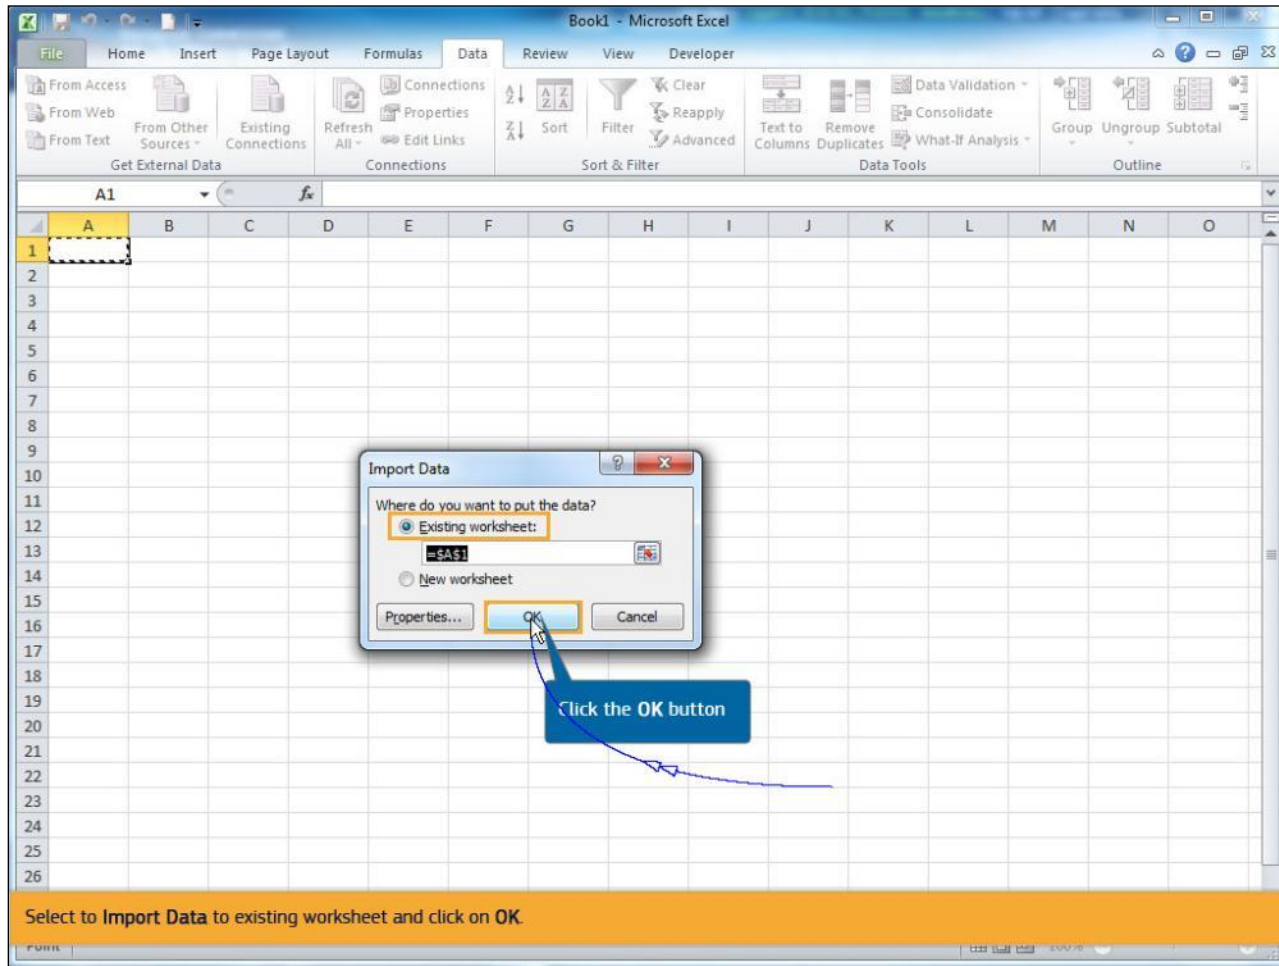 Book1 - Microsoft Excel
File Home Insert Page Layout Formulas Data Review View Developer
From Access
From Web
From Text
From Other Sources
Existing Connections
Get External Data
Refresh All
Connections
Properties
Edit Links
Connections
Sort
Filter
Clear
Reapply
Advanced
Sort & Filter
Text to Columns
Remove Duplicates
Data Validation
Consolidate
What-If Analysis
Data Tools
Group
Ungroup
Subtotal
Outline
A1 fx
A B C D E F G H I J K L M N O
1
2
3
4
5
6
7
8
9
10
11
12
13
14
15
16
17
18
19
20
21
22
23
24
25
26
Import Data
Where do you want to put the data?
Existing worksheet:
=$A$1
New worksheet
Properties... OK Cancel
Click the OK button
Select to Import Data to existing worksheet and click on OK.
Point 100%